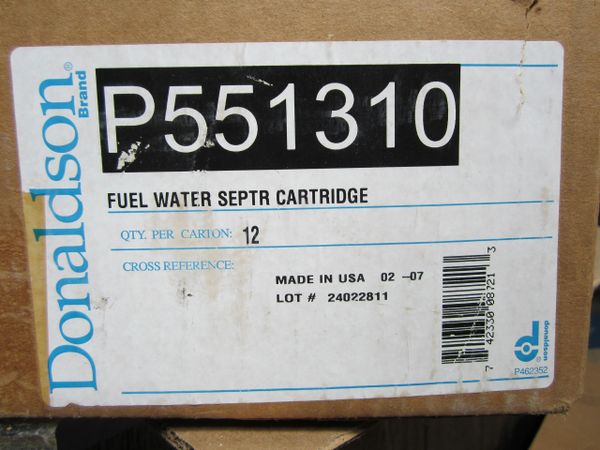 Donaldson®
Brand
P551310
FUEL WATER SEPTR CARTRIDGE
QTY. PER CARTON: 12
CROSS REFERENCE:
MADE IN USA 02 -07
LOT # 24022811
7 42330 08721 3
donaldson®
P462352